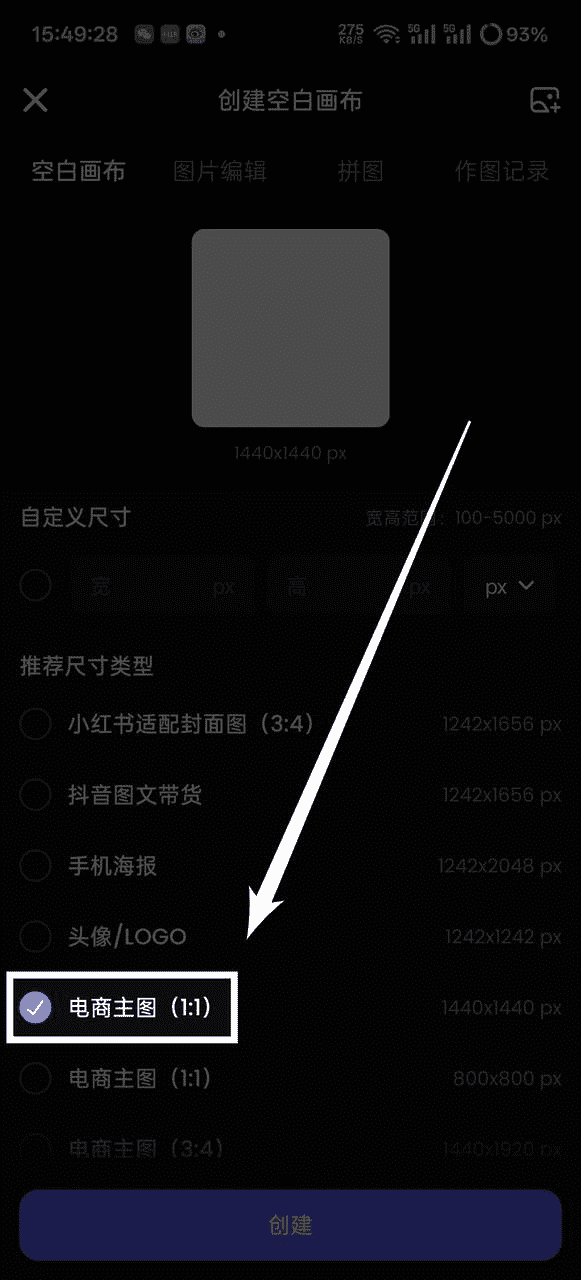 15:49:28 275 KB/S 5G 5G 93%
创建空白画布
空白画布 图片编辑 拼图 作图记录
1440x1440 px
自定义尺寸 宽高范围：100-5000 px
宽 px 高 px px
推荐尺寸类型
小红书适配封面图（3:4） 1242x1656 px
抖音图文带货 1242x1656 px
手机海报 1242x2048 px
头像/LOGO 1242x1242 px
电商主图（1:1） 1440x1440 px
电商主图（1:1） 800x800 px
电商主图（3:4） 1440x1920 px
创建